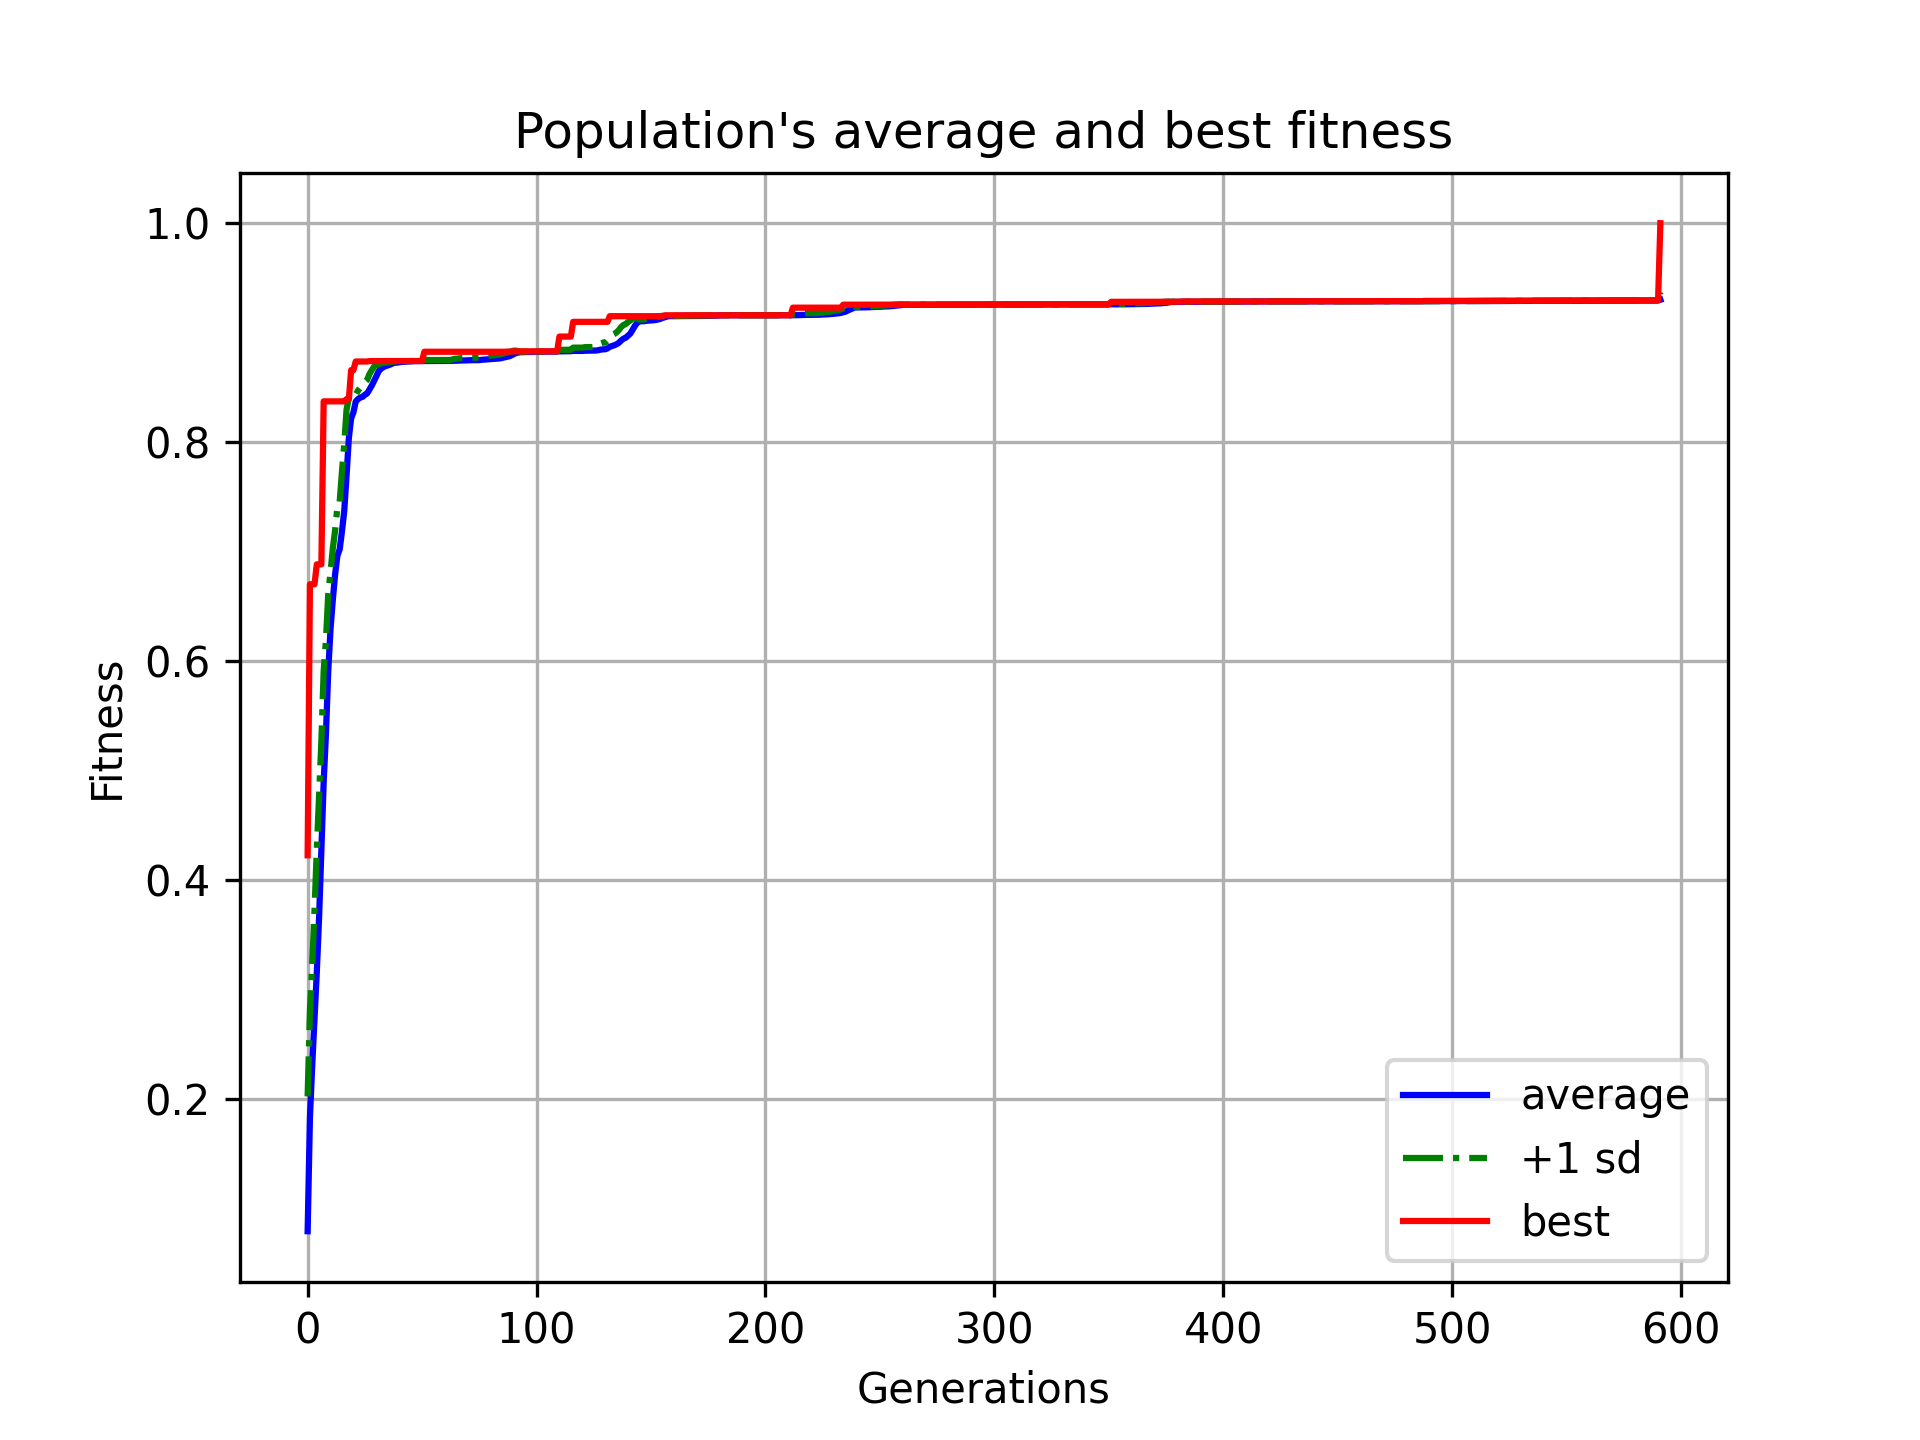 Population's average and best fitness
1.0
0.8
0.6
0.4
0.2
Fitness
0 100 200 300 400 500 600
Generations
average
+1 sd
best